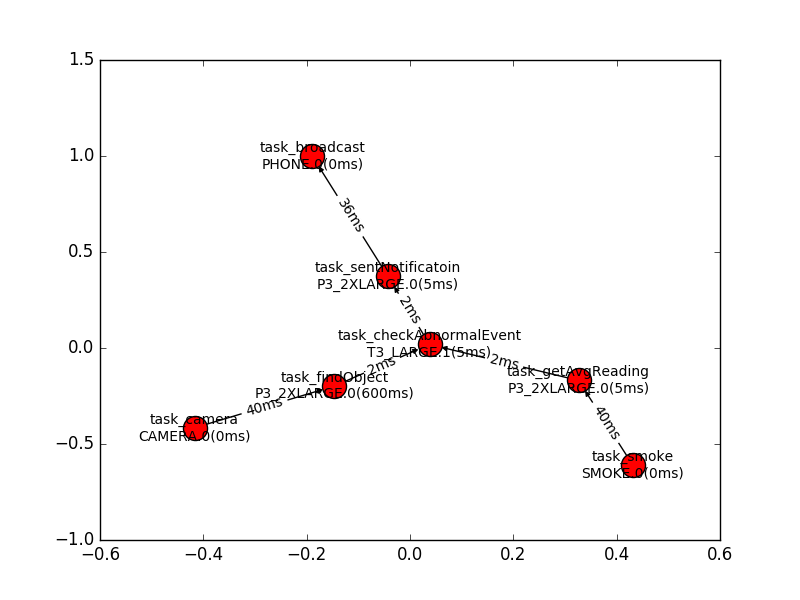 1.5
1.0
0.5
0.0
−0.5
−1.0
−0.6
−0.4
−0.2
0.0
0.2
0.4
0.6
task_broadcast
PHONE.0(0ms)
36ms
task_sentNotificatoin
P3_2XLARGE.0(5ms)
2ms
task_checkAbnormalEvent
T3_LARGE.1(5ms)
2ms
2ms
task_findObject
P3_2XLARGE.0(600ms)
task_getAvgReading
P3_2XLARGE.0(5ms)
40ms
40ms
task_camera
CAMERA.0(0ms)
task_smoke
SMOKE.0(0ms)